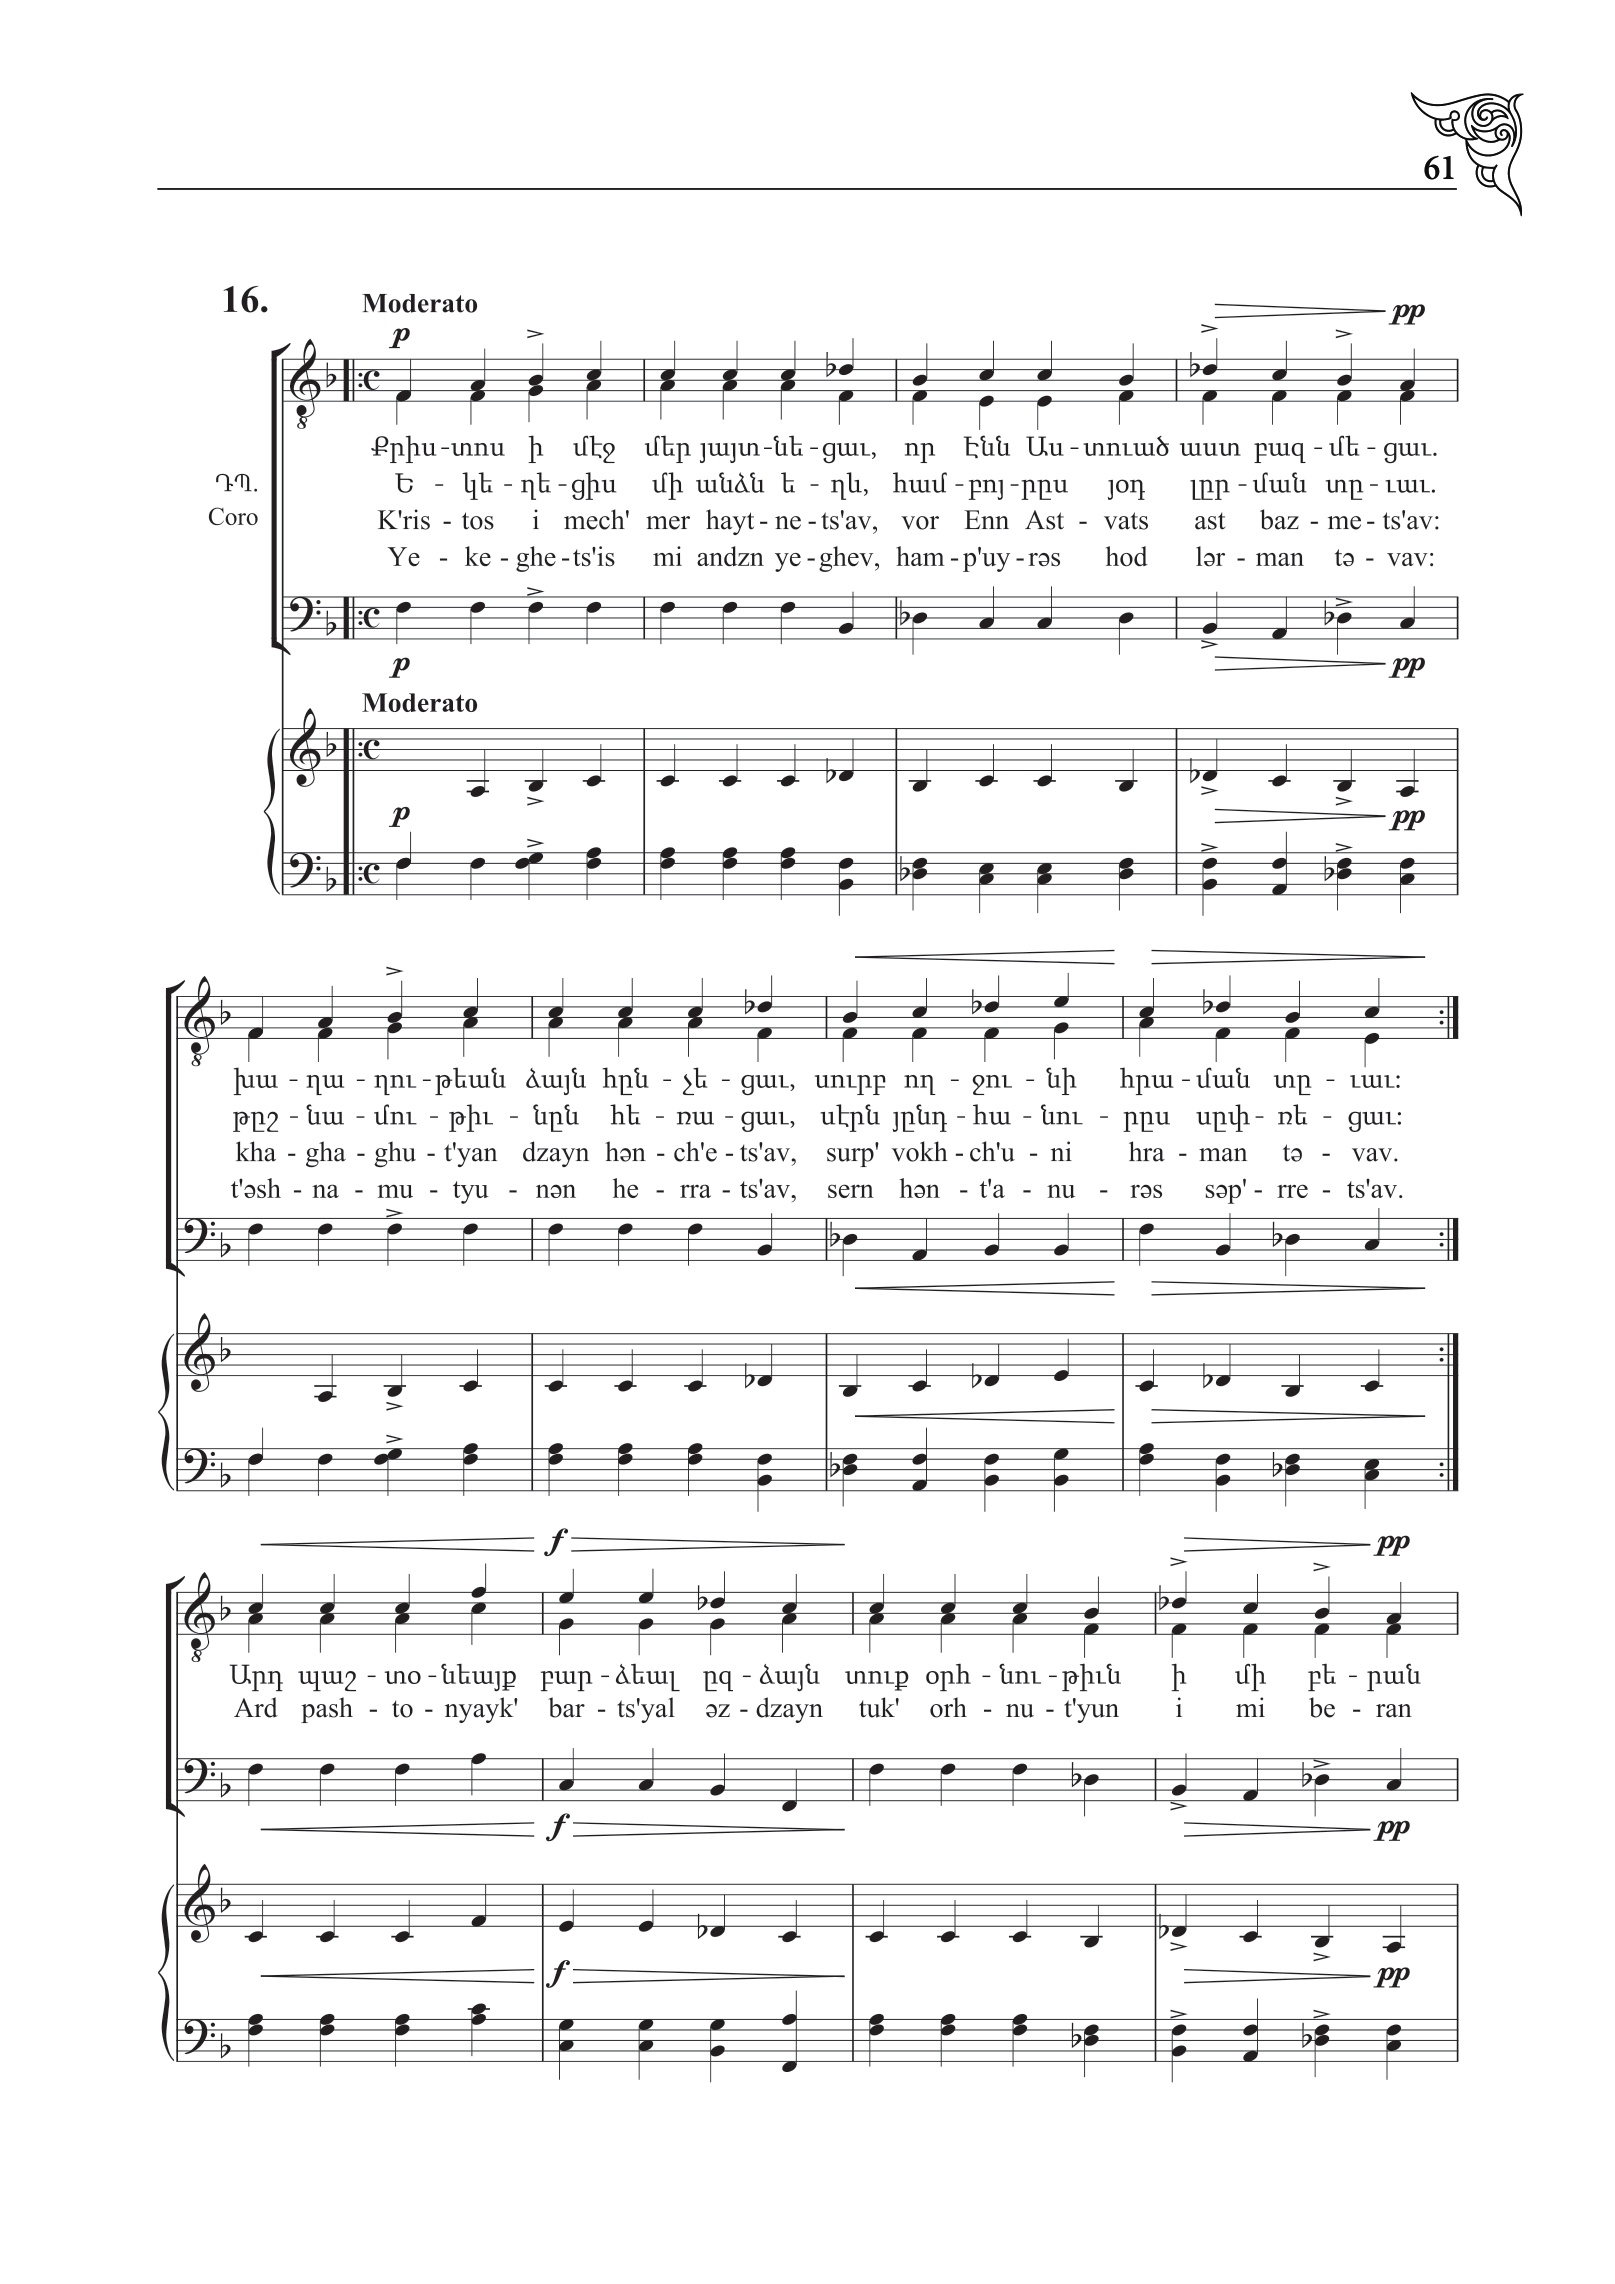 61
16.
Moderato
p
pp
Քրիս-տոս ի մէջ մեր յայտ-նե-ցաւ, որ Էնն Աս-տուած աստ բազ-մե-ցաւ.
ԴՊ.
Ե-կե-ղե-ցիս մի անձն ե-ղև, համ-բոյ-րըս յօդ լըր-ման տը-ւաւ.
Coro
K'ris-tos i mech' mer hayt-ne-ts'av, vor Enn Ast-vats ast baz-me-ts'av:
Ye-ke-ghe-ts'is mi andzn ye-ghev, ham-p'uy-rəs hod lər-man tə-vav:
p
pp
Moderato
p
pp
խա-ղա-ղու-թեան ձայն հըն-չե-ցաւ, սուրբ ող-ջու-նի հրա-ման տը-ւաւ:
թըշ-նա-մու-թիւ-նըն հե-ռա-ցաւ, սէրն յընդ-հա-նու-րըս սըփ-ռե-ցաւ:
kha-gha-ghu-t'yan dzayn hən-ch'e-ts'av, surp' vokh-ch'u-ni hra-man tə-vav.
t'əsh-na-mu-tyu-nən he-rra-ts'av, sern hən-t'a-nu-rəs səp'-rre-ts'av.
f
pp
Արդ պաշ-տօ-նեայք բար-ձեալ ըզ-ձայն տուք օրհ-նու-թիւն ի մի բե-րան
Ard pash-to-nyayk' bar-ts'yal əz-dzayn tuk' orh-nu-t'yun i mi be-ran
f
pp
f
pp